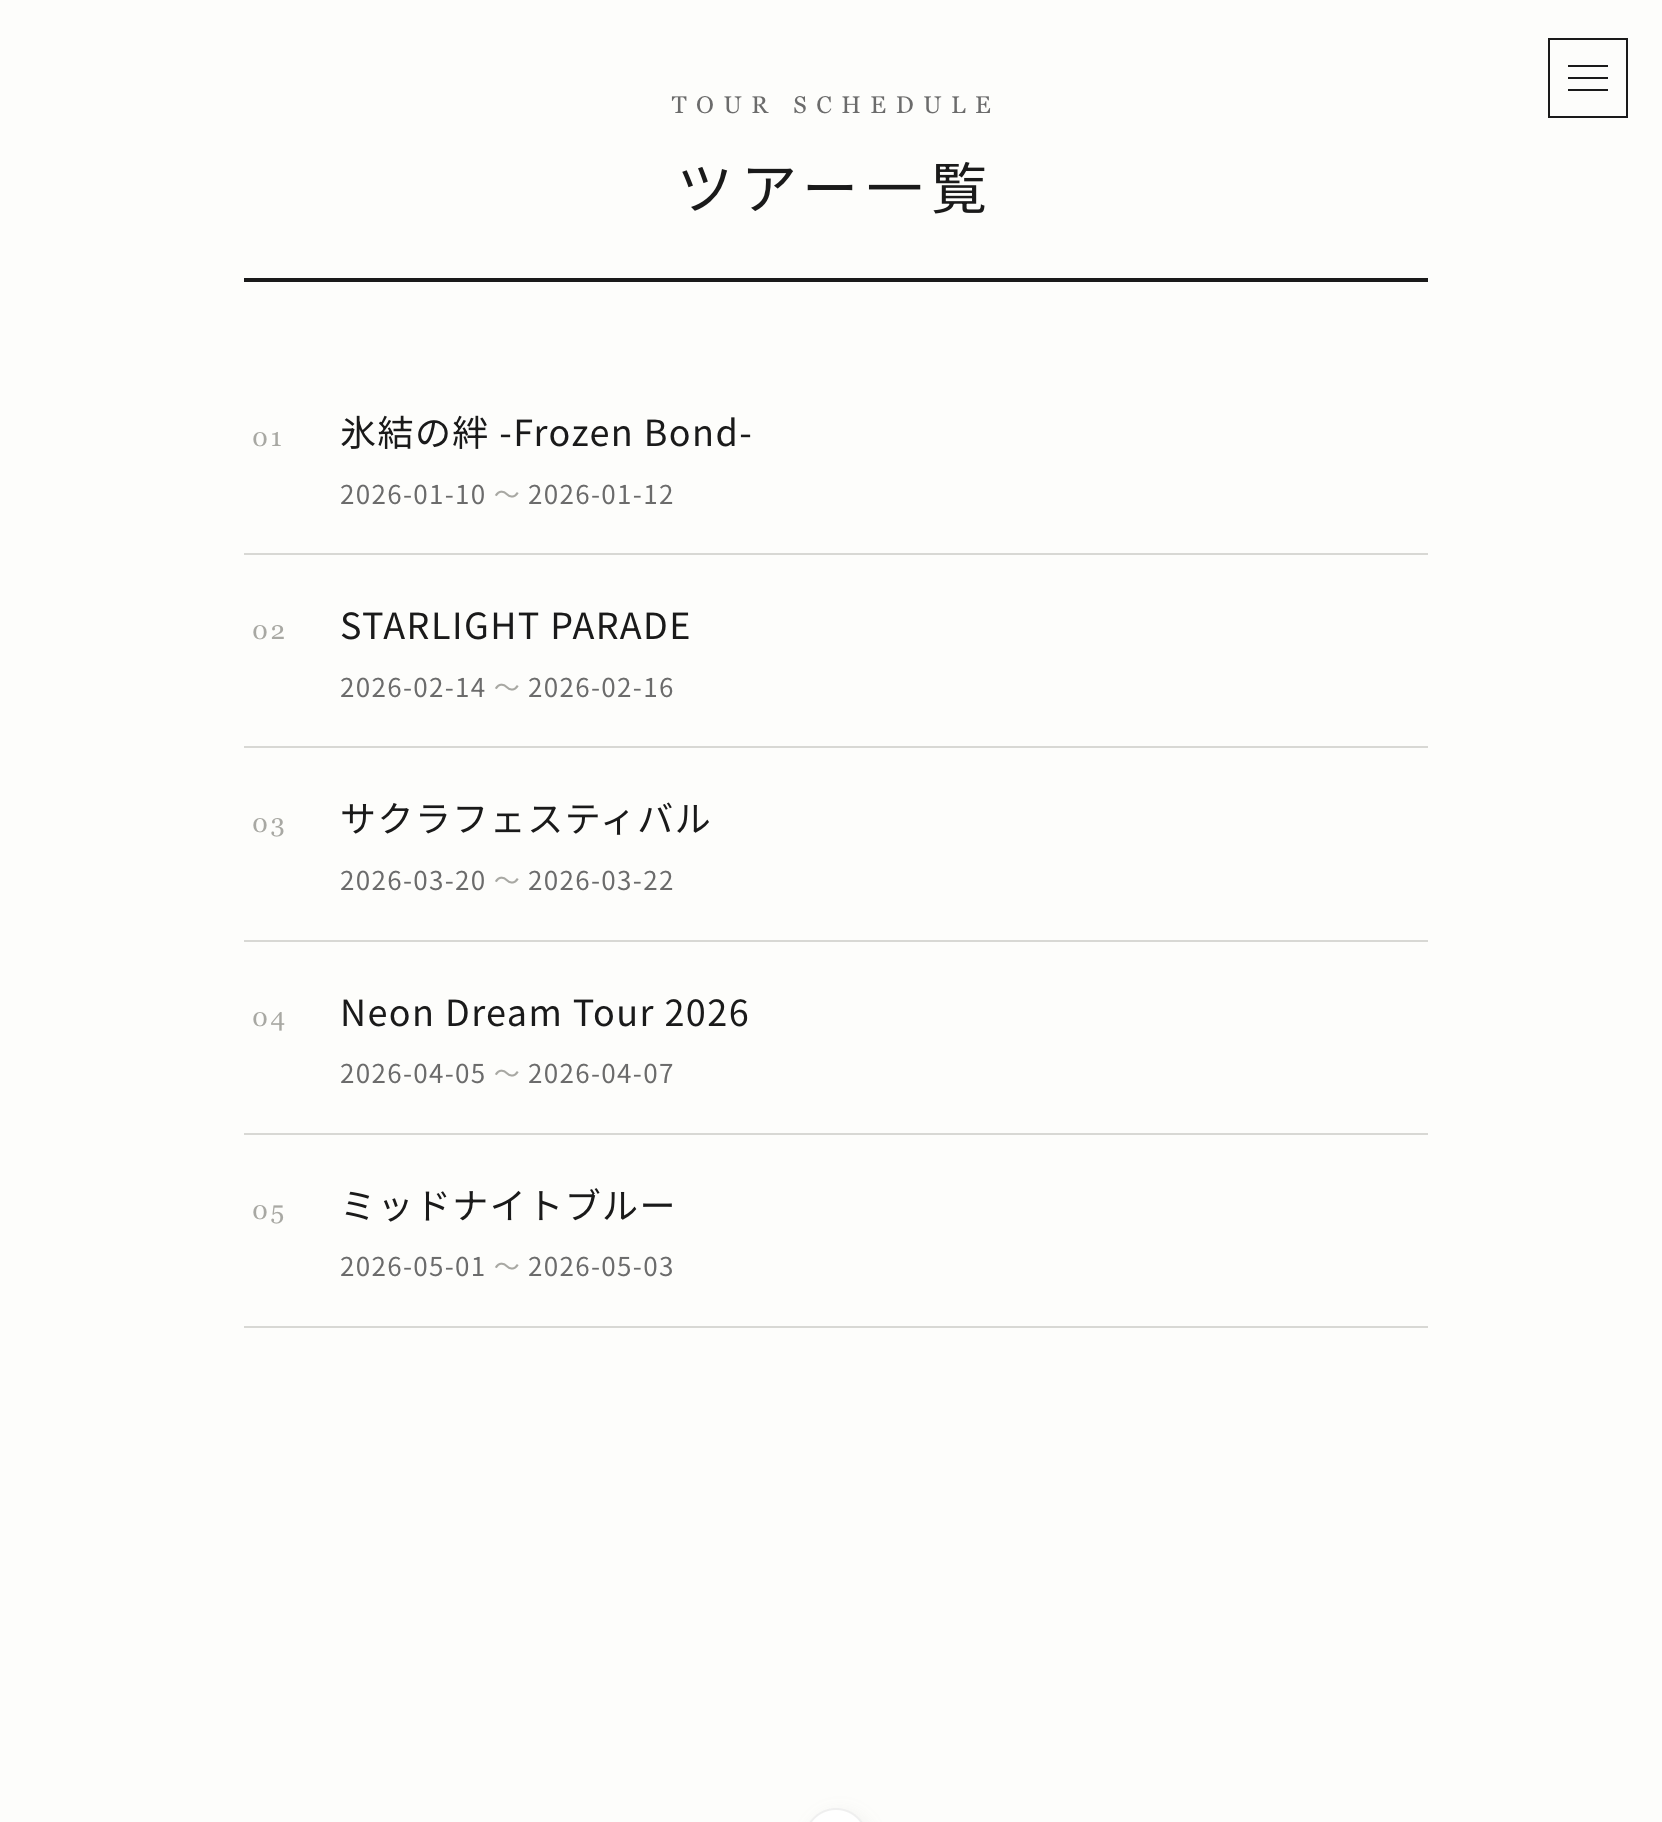 TOUR SCHEDULE
ツアー一覧
01
氷結の絆 -Frozen Bond-
2026-01-10 〜 2026-01-12
02
STARLIGHT PARADE
2026-02-14 〜 2026-02-16
03
サクラフェスティバル
2026-03-20 〜 2026-03-22
04
Neon Dream Tour 2026
2026-04-05 〜 2026-04-07
05
ミッドナイトブルー
2026-05-01 〜 2026-05-03